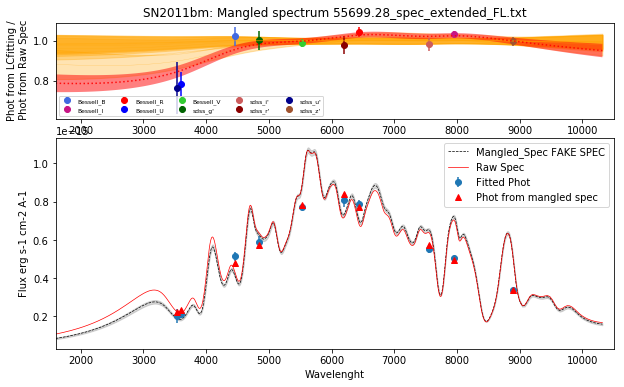 SN2011bm: Mangled spectrum 55699.28_spec_extended_FL.txt
Phot from LCfitting /
Phot from Raw Spec
1.0
0.8
Bessell_B
Bessell_I
Bessell_R
Bessell_U
Bessell_V
sdss_g'
sdss_i'
sdss_r'
sdss_u'
sdss_z'
2000 3000 4000 5000 6000 7000 8000 9000 10000
Flux erg s-1 cm-2 A-1
1.0
0.8
0.6
0.4
0.2
Mangled_Spec FAKE SPEC
Raw Spec
Fitted Phot
Phot from mangled spec
2000 3000 4000 5000 6000 7000 8000 9000 10000
Wavelenght